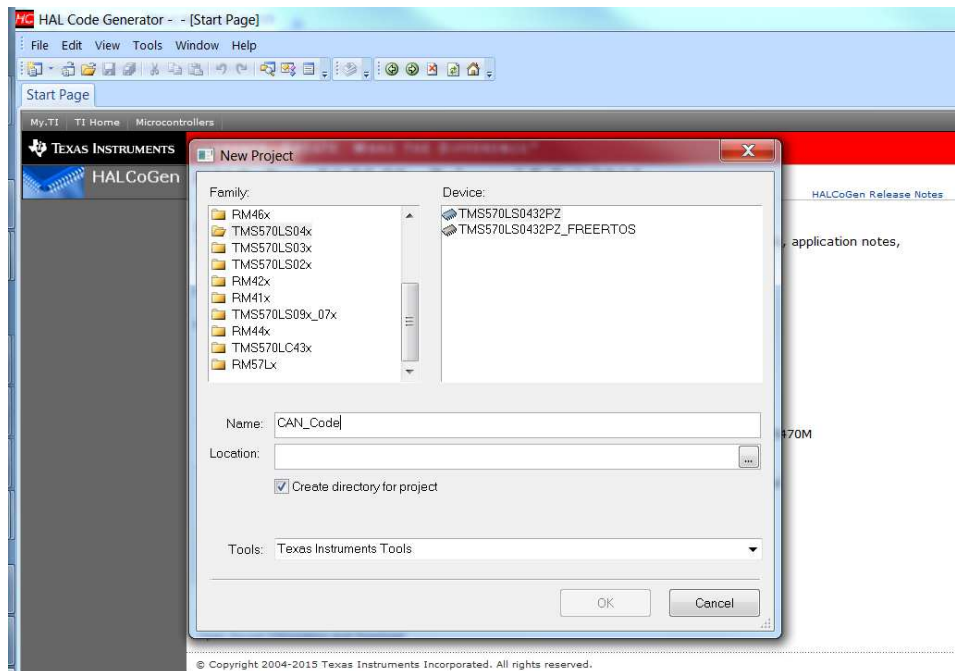 HC HAL Code Generator - - [Start Page]
File Edit View Tools Window Help
Start Page
My.TI TI Home Microcontrollers
TEXAS INSTRUMENTS
HALCoGen
HALCoGen Release Notes
New Project
X
Family:
RM46x
TMS570LS04x
TMS570LS03x
TMS570LS02x
RM42x
RM41x
TMS570LS09x_07x
RM44x
TMS570LC43x
RM57Lx
Device:
TMS570LS0432PZ
TMS570LS0432PZ_FREERTOS
, application notes,
Name: CAN_Code
470M
Location:
...
Create directory for project
Tools: Texas Instruments Tools
OK Cancel
© Copyright 2004-2015 Texas Instruments Incorporated. All rights reserved.